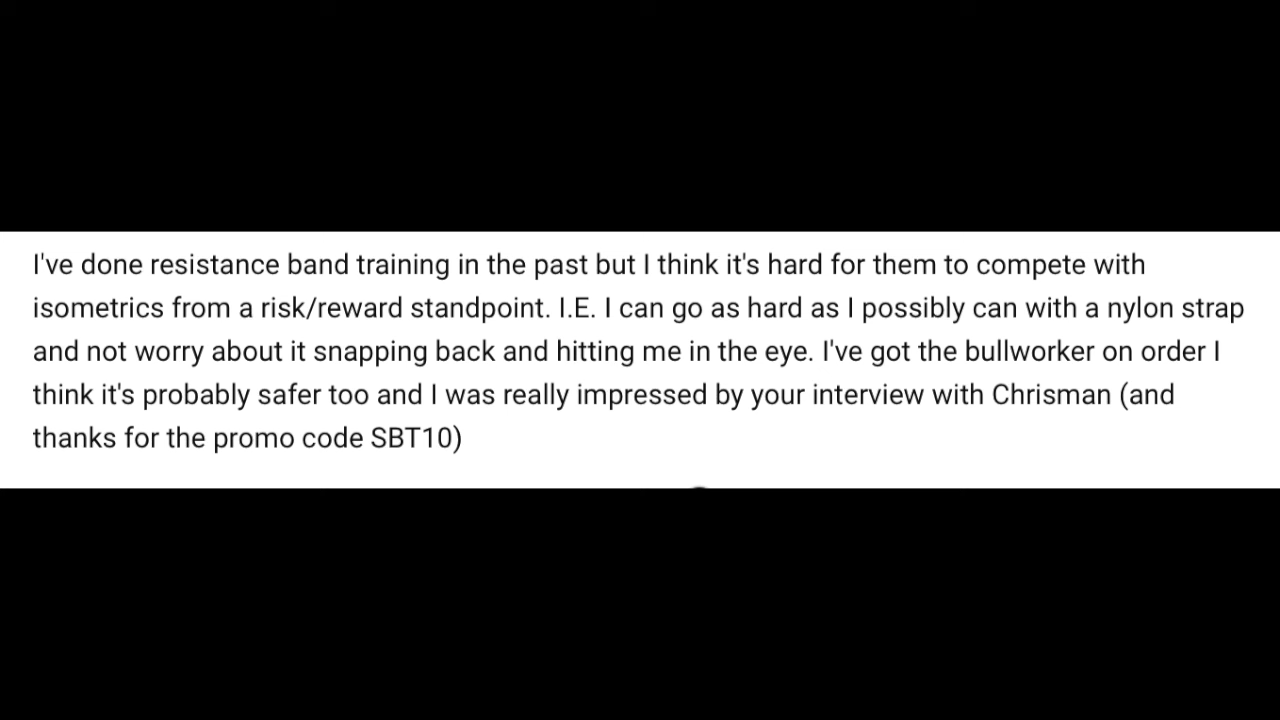 I've done resistance band training in the past but I think it's hard for them to compete with
isometrics from a risk/reward standpoint. I.E. I can go as hard as I possibly can with a nylon strap
and not worry about it snapping back and hitting me in the eye. I've got the bullworker on order I
think it's probably safer too and I was really impressed by your interview with Chrisman (and
thanks for the promo code SBT10)